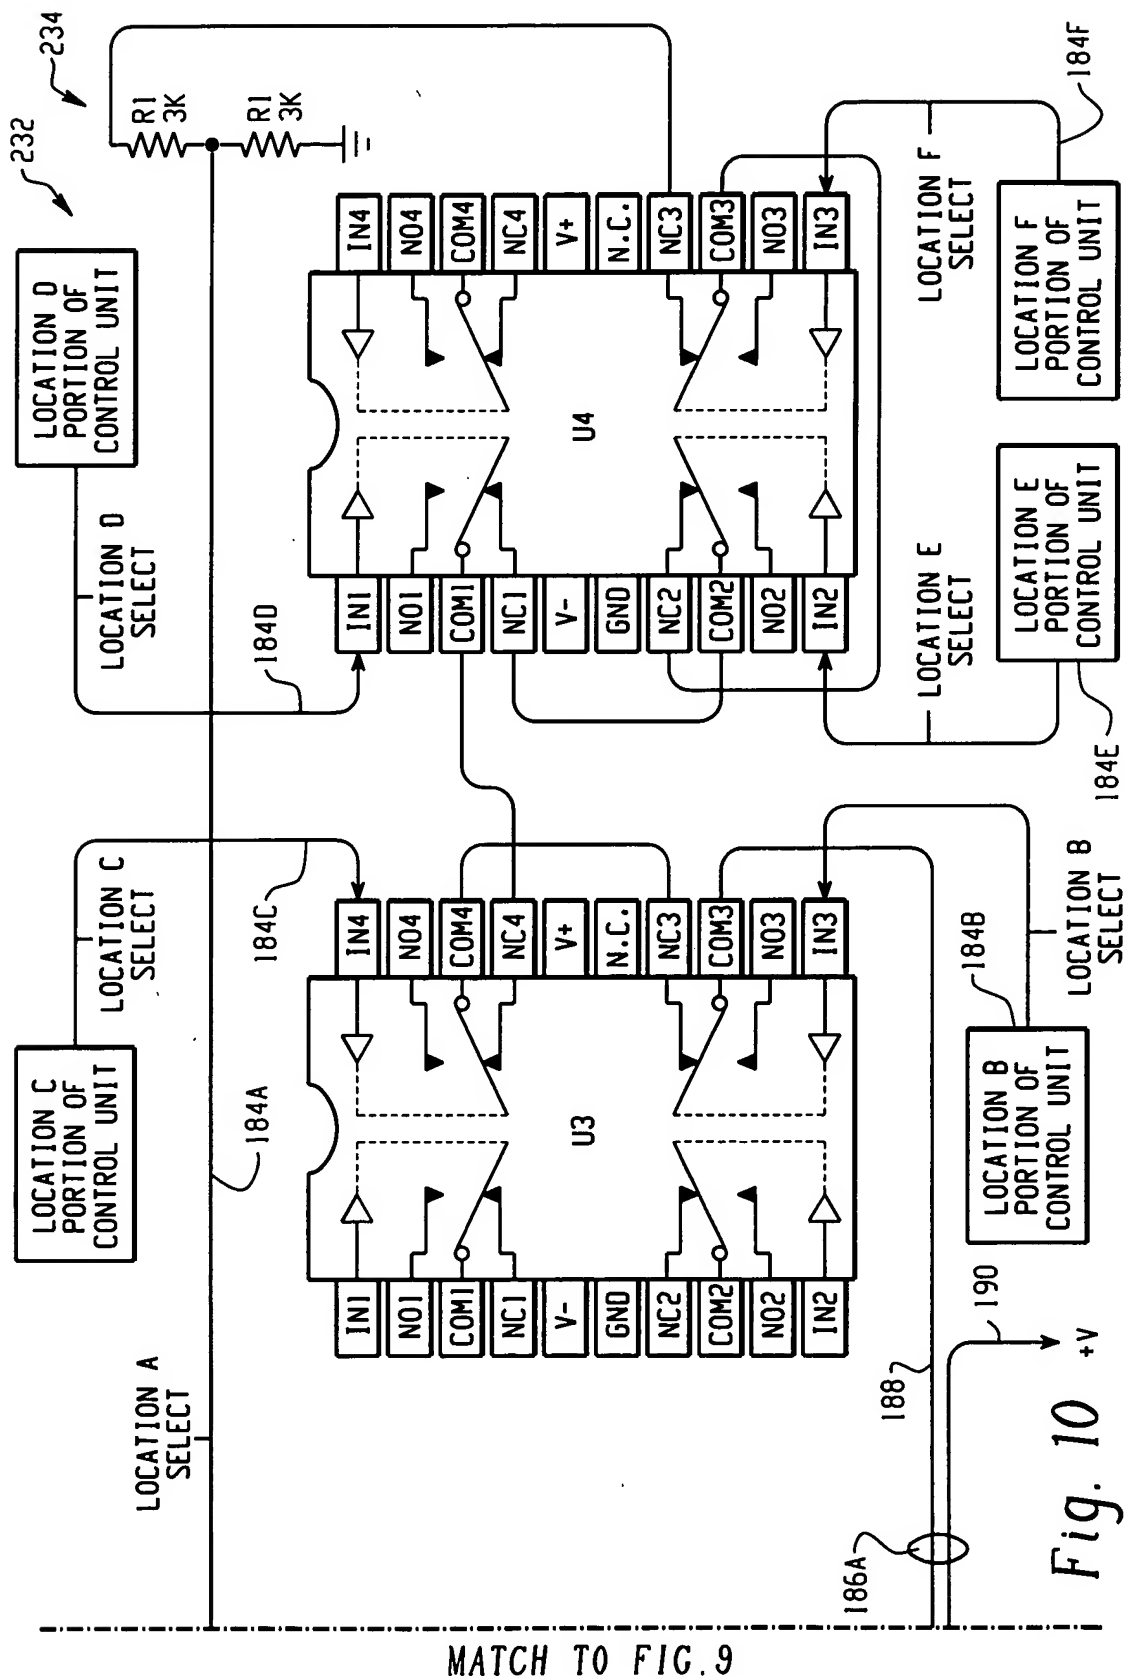 232
234
LOCATION D
PORTION OF
CONTROL UNIT
LOCATION D
SELECT
184D
R1
3K
R1
3K
LOCATION C
PORTION OF
CONTROL UNIT
LOCATION C
SELECT
184C
184A
LOCATION A
SELECT
IN1
NO1
COM1
NC1
V-
GND
NC2
COM2
NO2
IN2
U3
IN4
NO4
COM4
NC4
V+
N.C.
NC3
COM3
NO3
IN3
IN1
NO1
COM1
NC1
V-
GND
NC2
COM2
NO2
IN2
U4
IN4
NO4
COM4
NC4
V+
N.C.
NC3
COM3
NO3
IN3
LOCATION B
PORTION OF
CONTROL UNIT
184B
LOCATION B
SELECT
LOCATION E
SELECT
LOCATION E
PORTION OF
CONTROL UNIT
184E
LOCATION F
SELECT
LOCATION F
PORTION OF
CONTROL UNIT
184F
186A
188
190
+V
Fig. 10
MATCH TO FIG.9